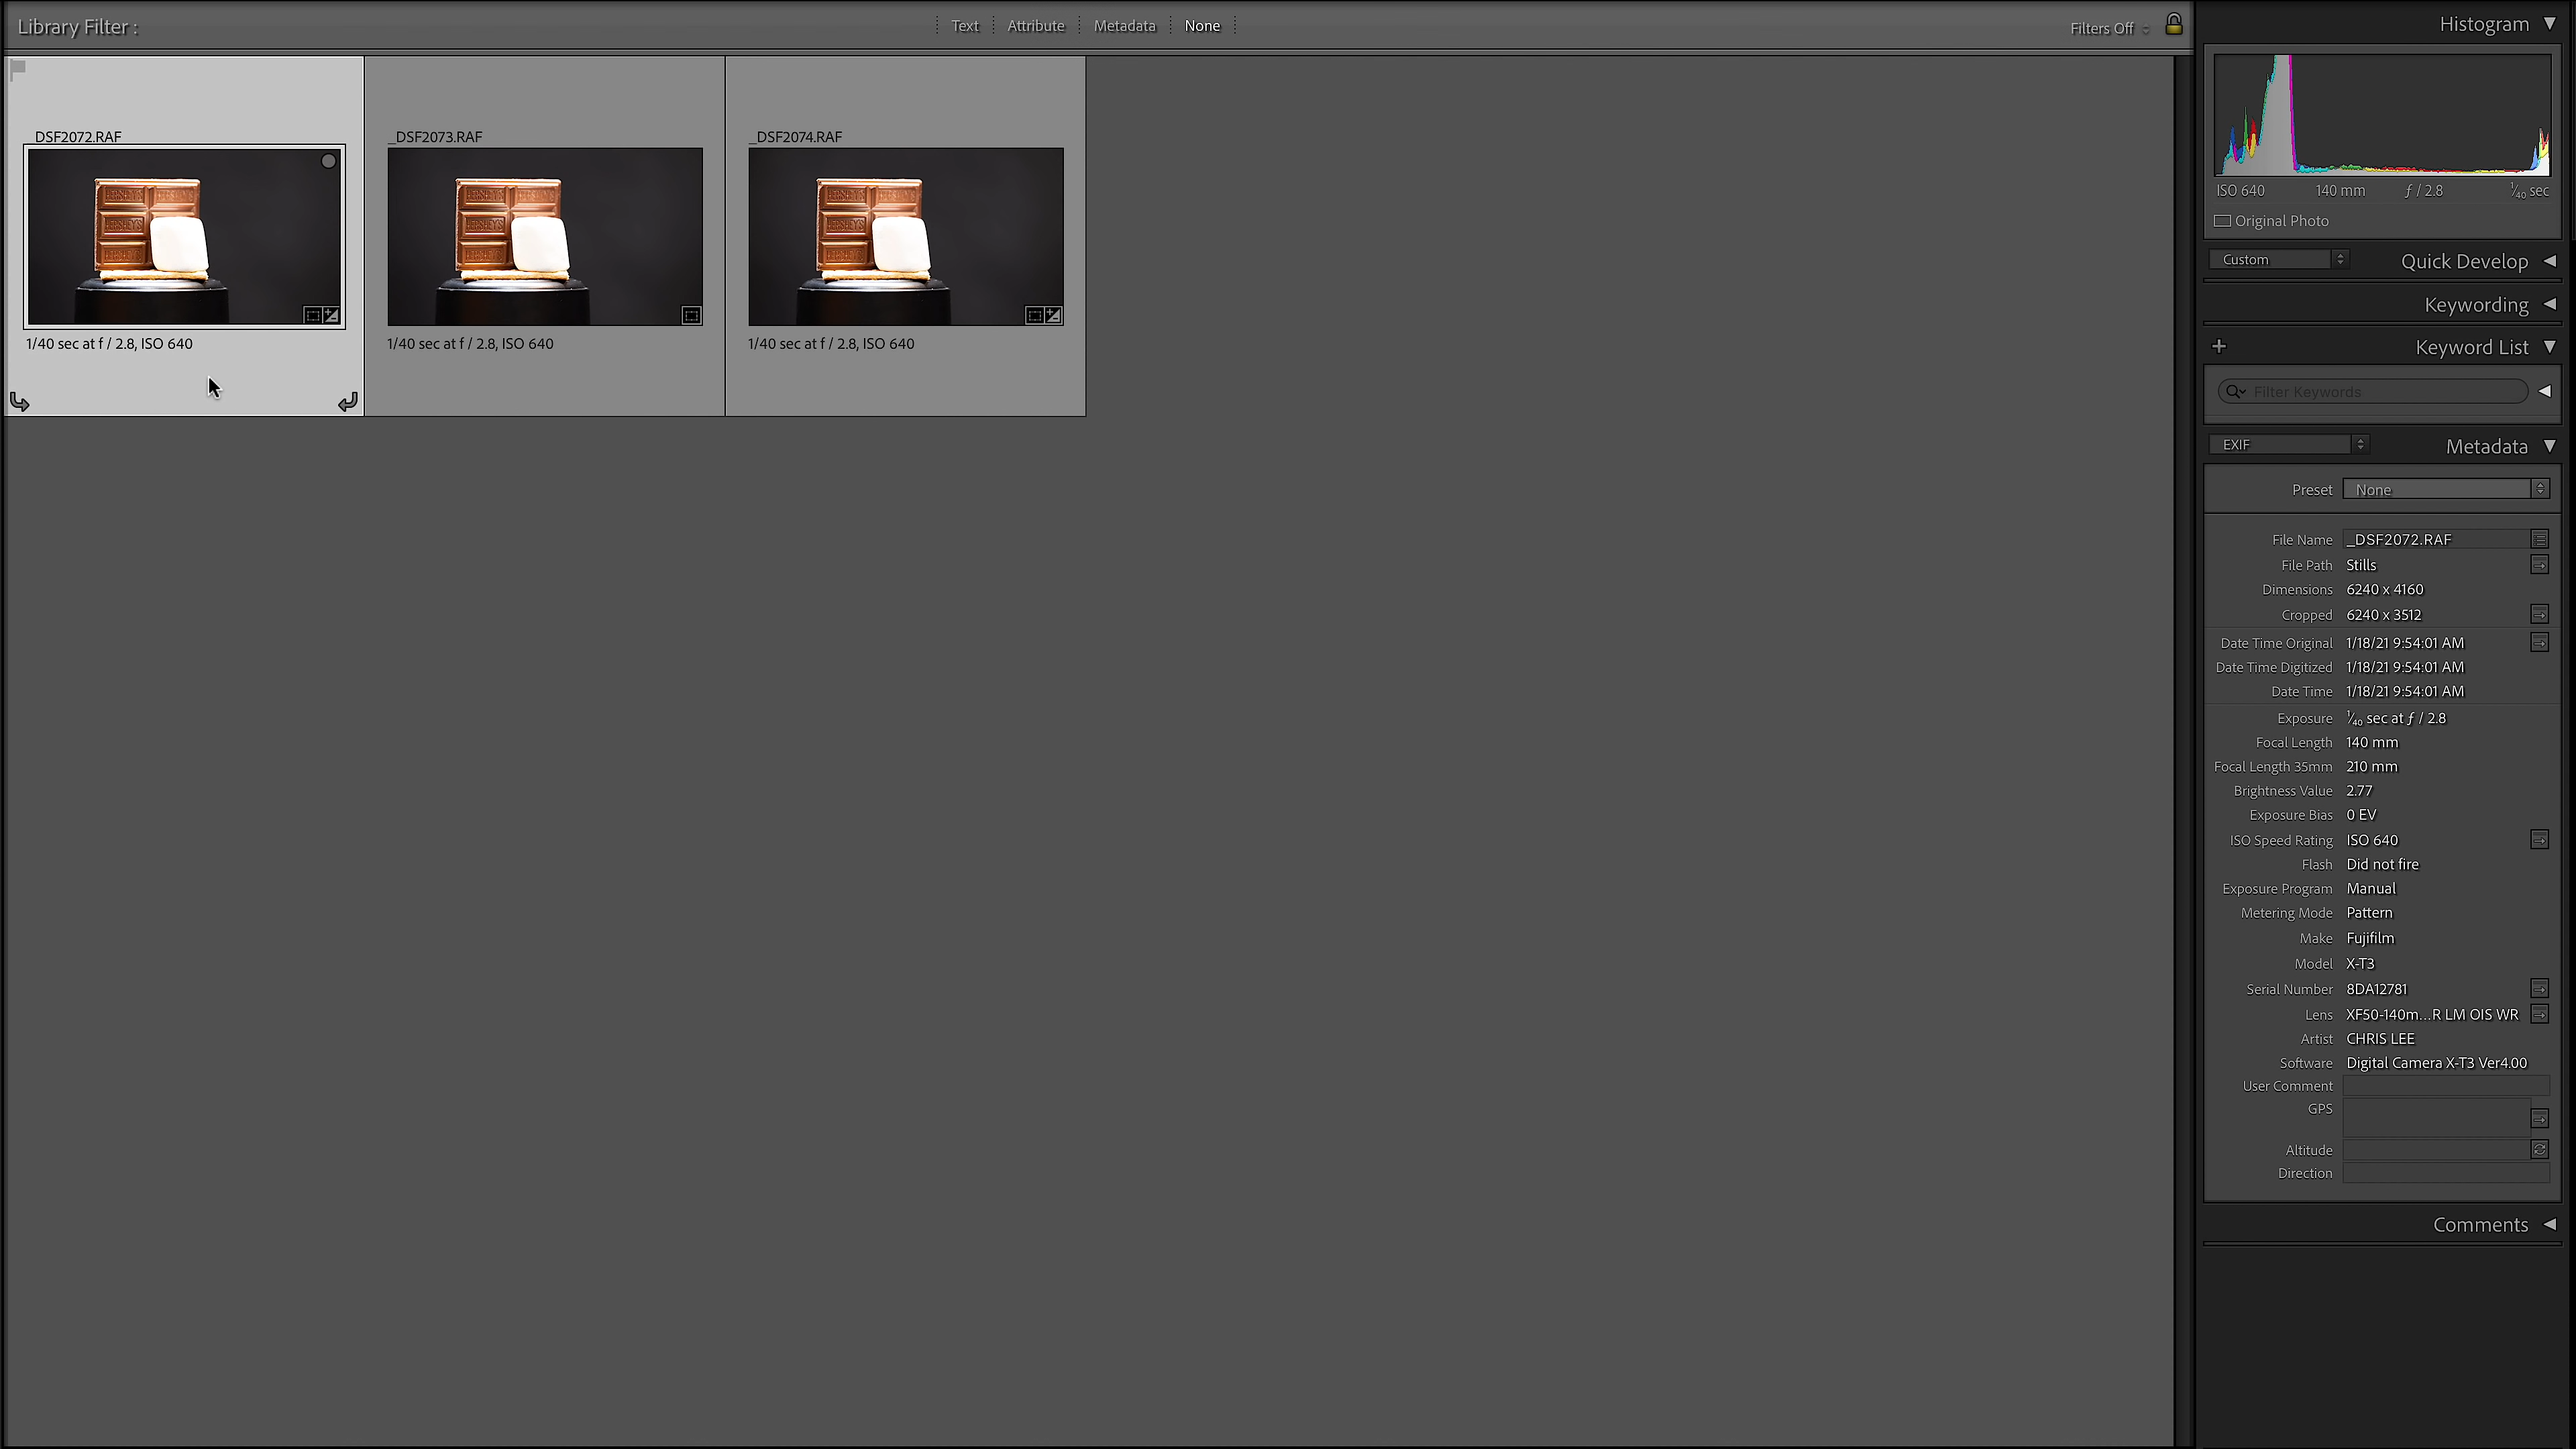 Library Filter :
Text
Attribute
Metadata
None
Filters Off
_DSF2072.RAF
1/40 sec at f / 2.8, ISO 640
_DSF2073.RAF
1/40 sec at f / 2.8, ISO 640
_DSF2074.RAF
1/40 sec at f / 2.8, ISO 640
Histogram
ISO 640 140 mm ƒ / 2.8 1/40 sec
Original Photo
Custom Quick Develop
Keywording
+ Keyword List
Filter Keywords
EXIF Metadata
Preset None
File Name _DSF2072.RAF
File Path Stills
Dimensions 6240 x 4160
Cropped 6240 x 3512
Date Time Original 1/18/21 9:54:01 AM
Date Time Digitized 1/18/21 9:54:01 AM
Date Time 1/18/21 9:54:01 AM
Exposure 1/40 sec at ƒ / 2.8
Focal Length 140 mm
Focal Length 35mm 210 mm
Brightness Value 2.77
Exposure Bias 0 EV
ISO Speed Rating ISO 640
Flash Did not fire
Exposure Program Manual
Metering Mode Pattern
Make Fujifilm
Model X-T3
Serial Number 8DA12781
Lens XF50-140m...R LM OIS WR
Artist CHRIS LEE
Software Digital Camera X-T3 Ver4.00
User Comment
GPS
Altitude
Direction
Comments